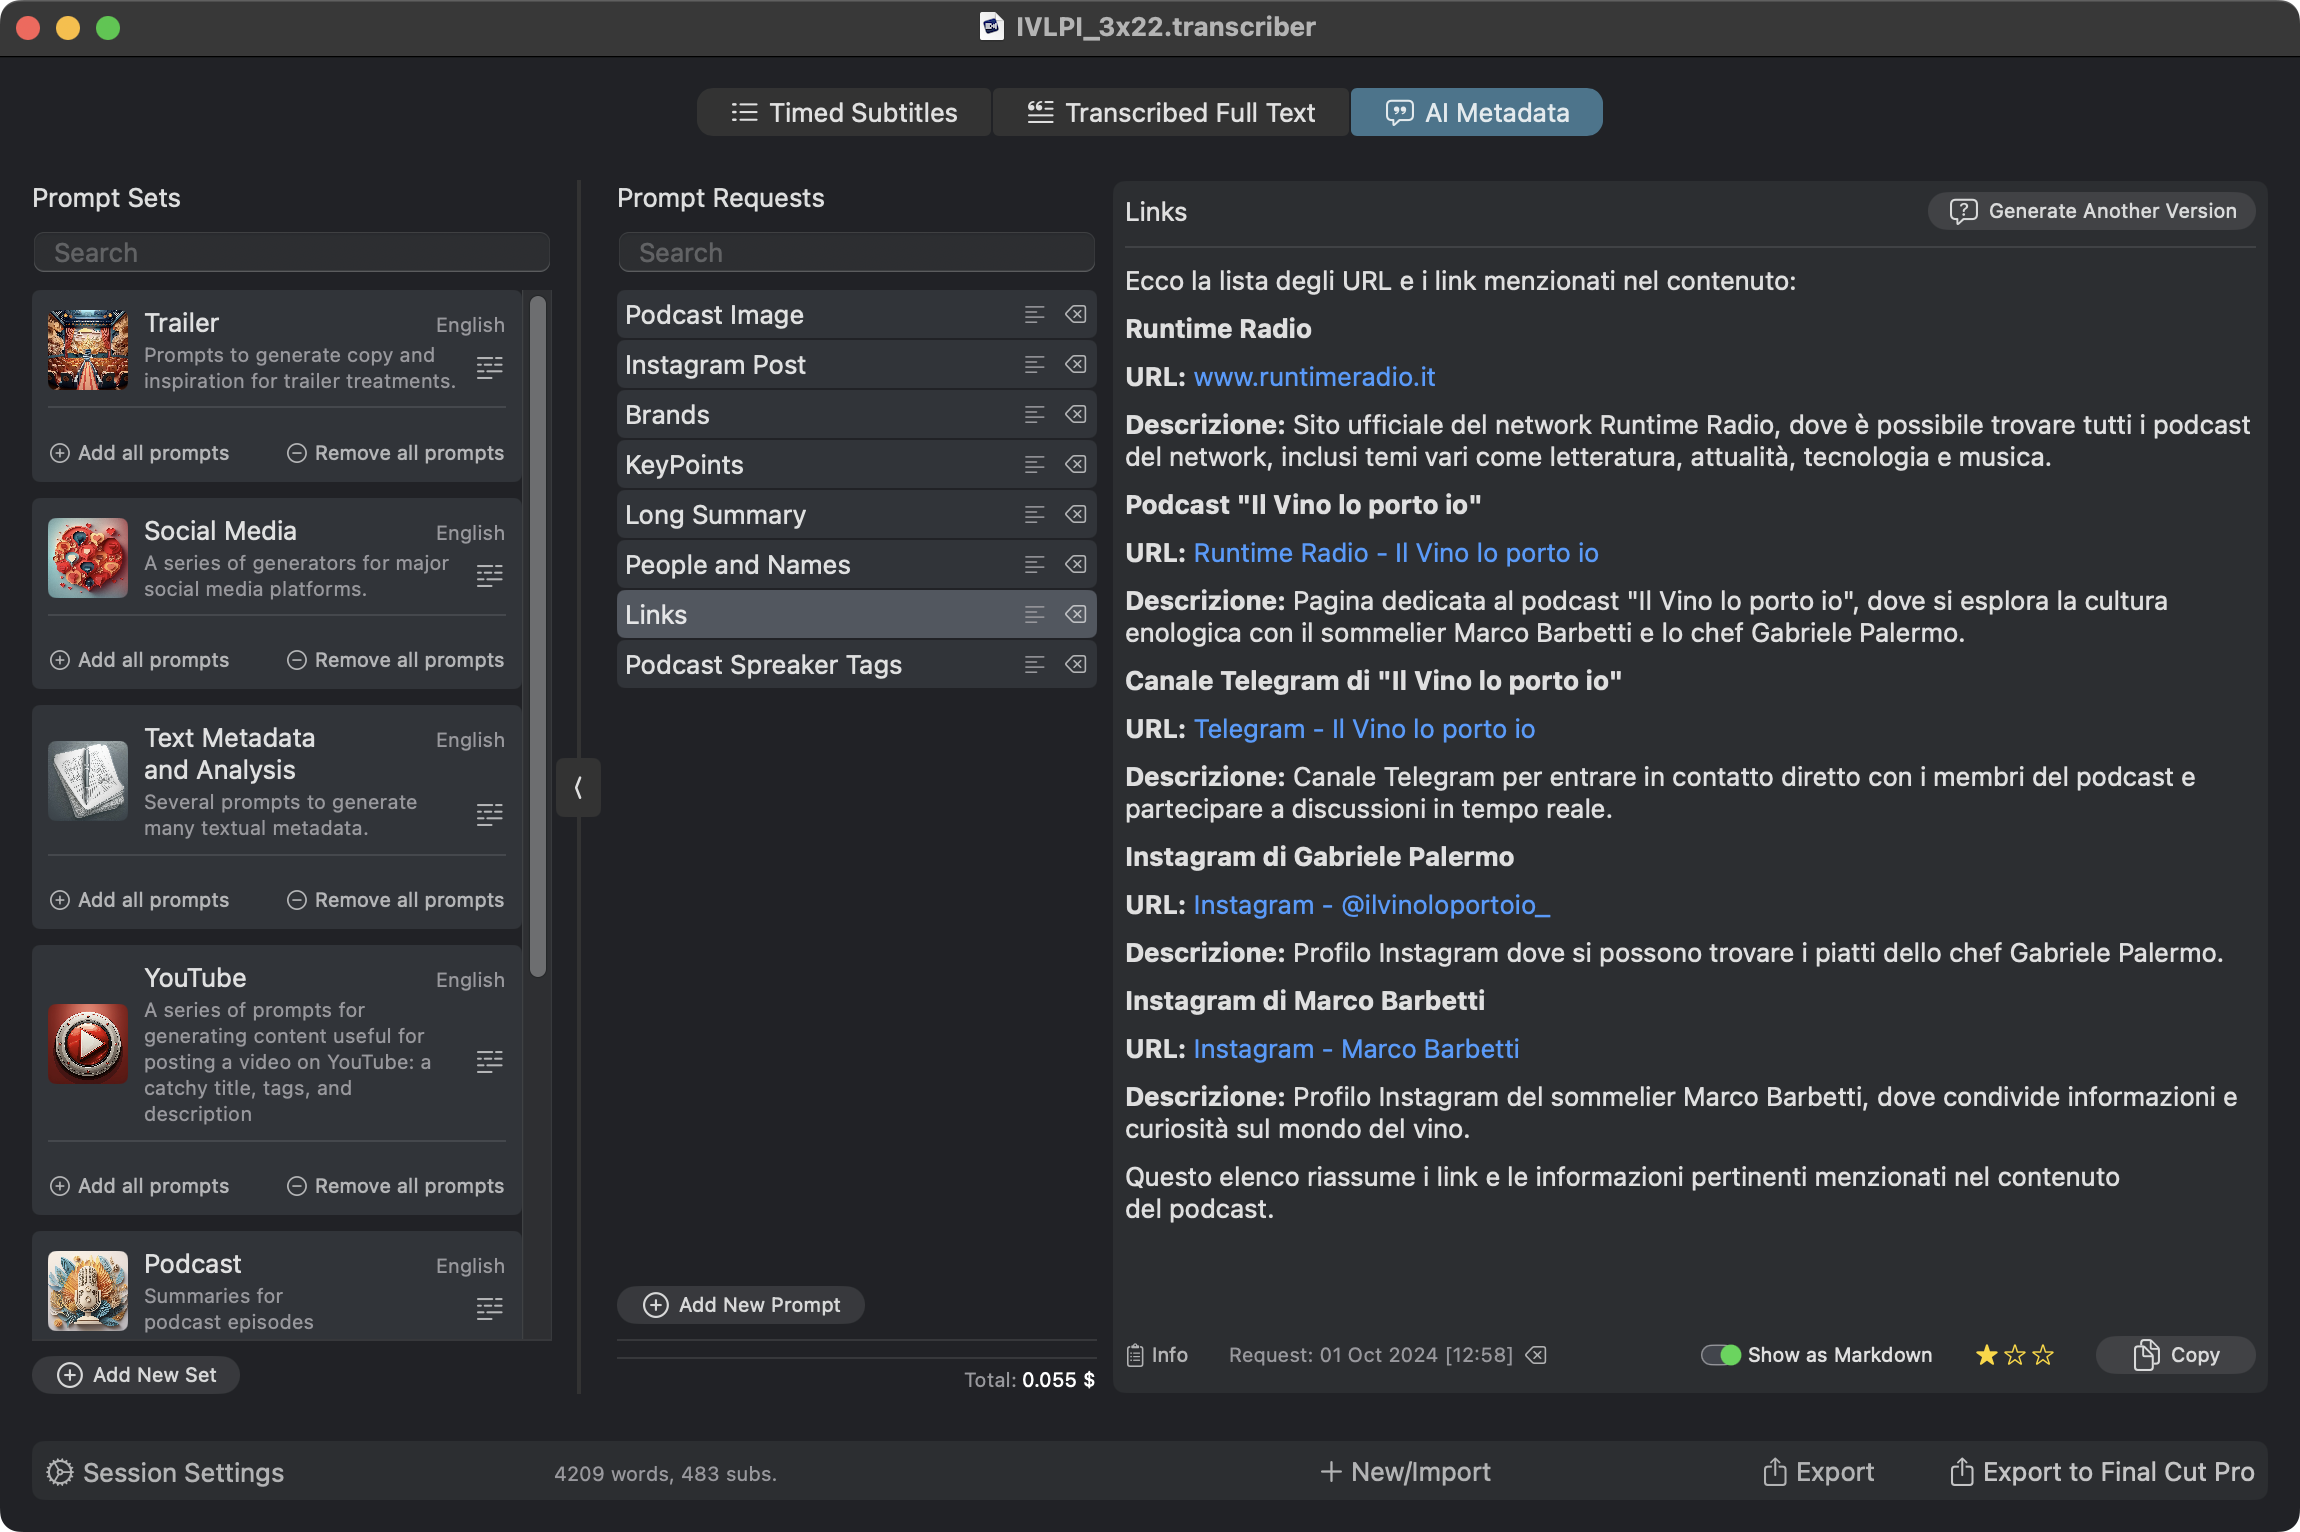 IVLPI_3x22.transcriber
Timed Subtitles
Transcribed Full Text
AI Metadata
Prompt Sets
Search
Trailer
English
Prompts to generate copy and
inspiration for trailer treatments.
Add all prompts
Remove all prompts
Social Media
English
A series of generators for major
social media platforms.
Add all prompts
Remove all prompts
Text Metadata
and Analysis
English
Several prompts to generate
many textual metadata.
Add all prompts
Remove all prompts
YouTube
English
A series of prompts for
generating content useful for
posting a video on YouTube: a
catchy title, tags, and
description
Add all prompts
Remove all prompts
Podcast
English
Summaries for
podcast episodes
Add New Set
Prompt Requests
Search
Podcast Image
Instagram Post
Brands
KeyPoints
Long Summary
People and Names
Links
Podcast Spreaker Tags
Add New Prompt
Total: 0.055 $
Links
Generate Another Version
Ecco la lista degli URL e i link menzionati nel contenuto:
Runtime Radio
URL: www.runtimeradio.it
Descrizione: Sito ufficiale del network Runtime Radio, dove è possibile trovare tutti i podcast
del network, inclusi temi vari come letteratura, attualità, tecnologia e musica.
Podcast "Il Vino lo porto io"
URL: Runtime Radio - Il Vino lo porto io
Descrizione: Pagina dedicata al podcast "Il Vino lo porto io", dove si esplora la cultura
enologica con il sommelier Marco Barbetti e lo chef Gabriele Palermo.
Canale Telegram di "Il Vino lo porto io"
URL: Telegram - Il Vino lo porto io
Descrizione: Canale Telegram per entrare in contatto diretto con i membri del podcast e
partecipare a discussioni in tempo reale.
Instagram di Gabriele Palermo
URL: Instagram - @ilvinoloportoio_
Descrizione: Profilo Instagram dove si possono trovare i piatti dello chef Gabriele Palermo.
Instagram di Marco Barbetti
URL: Instagram - Marco Barbetti
Descrizione: Profilo Instagram del sommelier Marco Barbetti, dove condivide informazioni e
curiosità sul mondo del vino.
Questo elenco riassume i link e le informazioni pertinenti menzionati nel contenuto
del podcast.
Info
Request: 01 Oct 2024 [12:58]
Show as Markdown
Copy
Session Settings
4209 words, 483 subs.
New/Import
Export
Export to Final Cut Pro